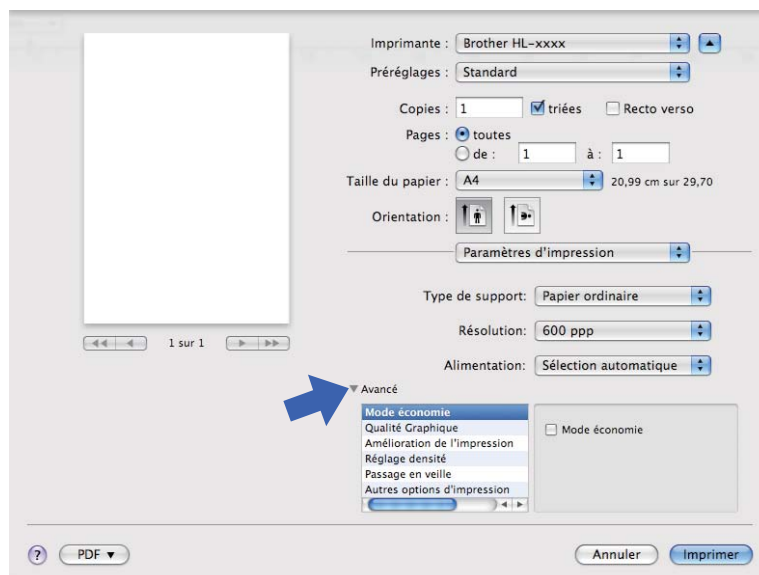 Imprimante : Brother HL-xxxx
Préréglages : Standard
Copies : 1 triées Recto verso
Pages : toutes
de : 1 à : 1
Taille du papier : A4 20,99 cm sur 29,70
Orientation :
Paramètres d'impression
Type de support: Papier ordinaire
Résolution: 600 ppp
1 sur 1
Alimentation: Sélection automatique
Avancé
Mode économie
Qualité Graphique
Mode économie
Amélioration de l'impression
Réglage densité
Passage en veille
Autres options d'impression
? PDF Annuler Imprimer